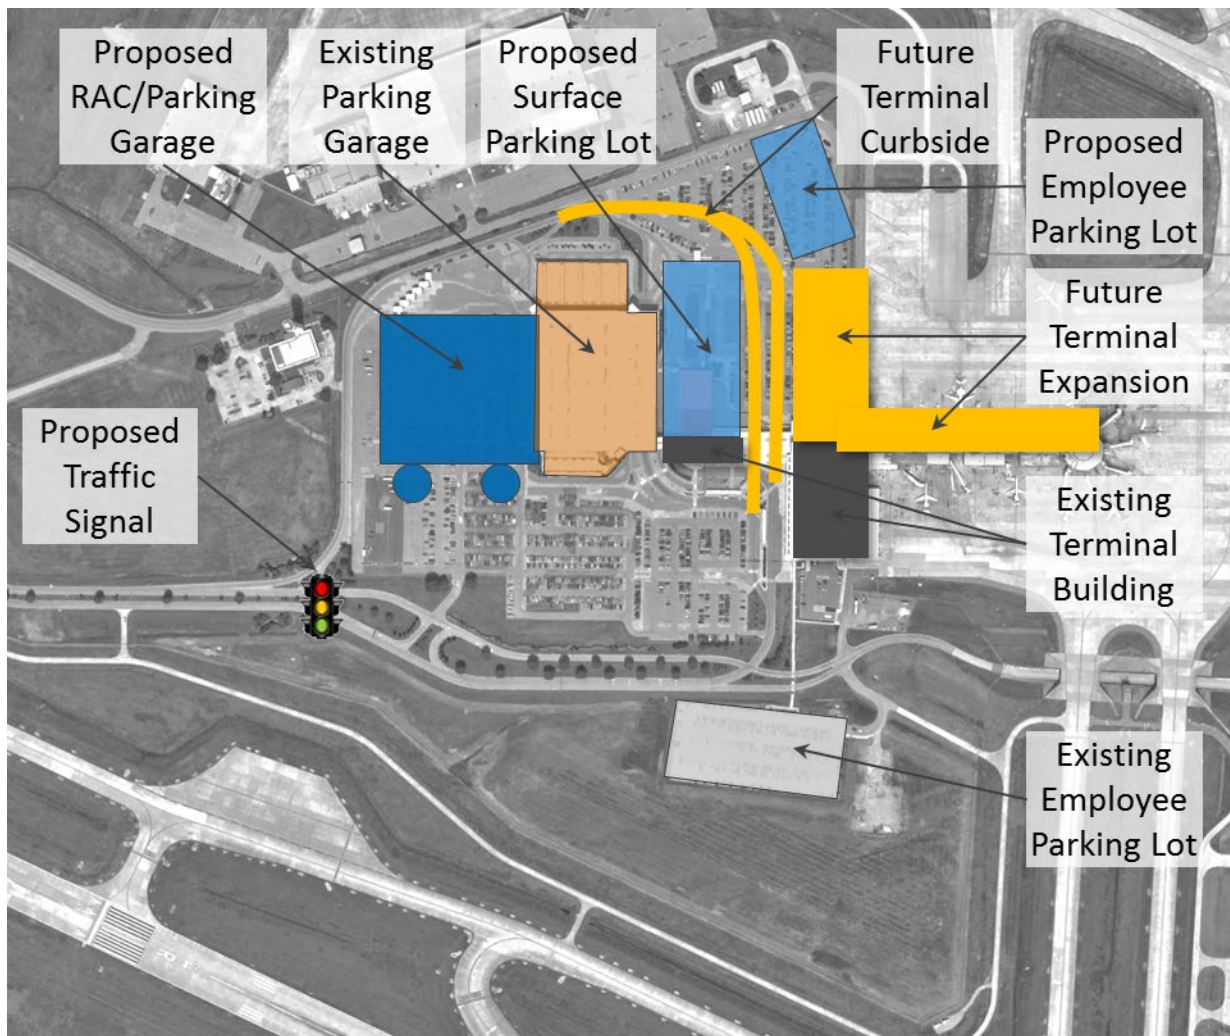 Proposed
RAC/Parking
Garage
Existing
Parking
Garage
Proposed
Surface
Parking Lot
Future
Terminal
Curbside
Proposed
Employee
Parking Lot
Future
Terminal
Expansion
Proposed
Traffic
Signal
Existing
Terminal
Building
Existing
Employee
Parking Lot